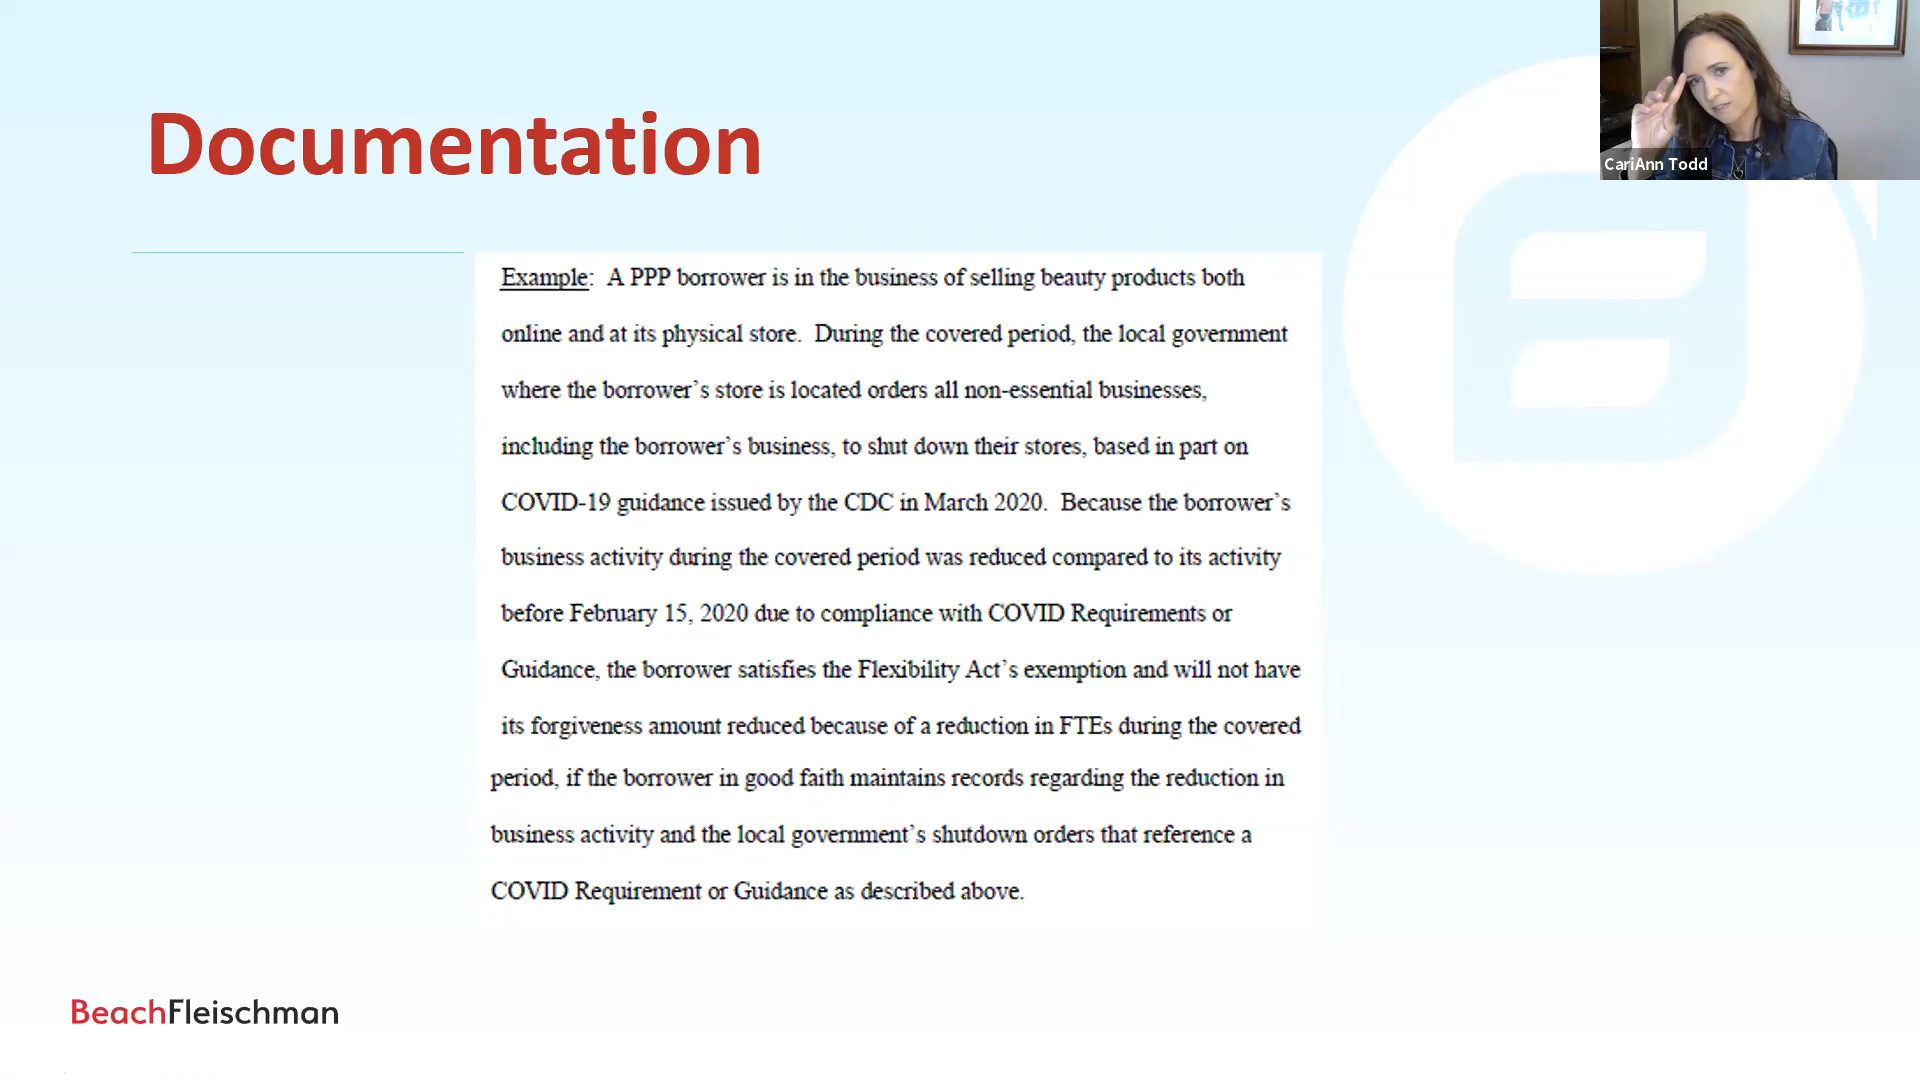 Documentation
CariAnn Todd
Example: A PPP borrower is in the business of selling beauty products both
online and at its physical store. During the covered period, the local government
where the borrower's store is located orders all non-essential businesses,
including the borrower's business, to shut down their stores, based in part on
COVID-19 guidance issued by the CDC in March 2020. Because the borrower's
business activity during the covered period was reduced compared to its activity
before February 15, 2020 due to compliance with COVID Requirements or
Guidance, the borrower satisfies the Flexibility Act's exemption and will not have
its forgiveness amount reduced because of a reduction in FTEs during the covered
period, if the borrower in good faith maintains records regarding the reduction in
business activity and the local government's shutdown orders that reference a
COVID Requirement or Guidance as described above.
BeachFleischman